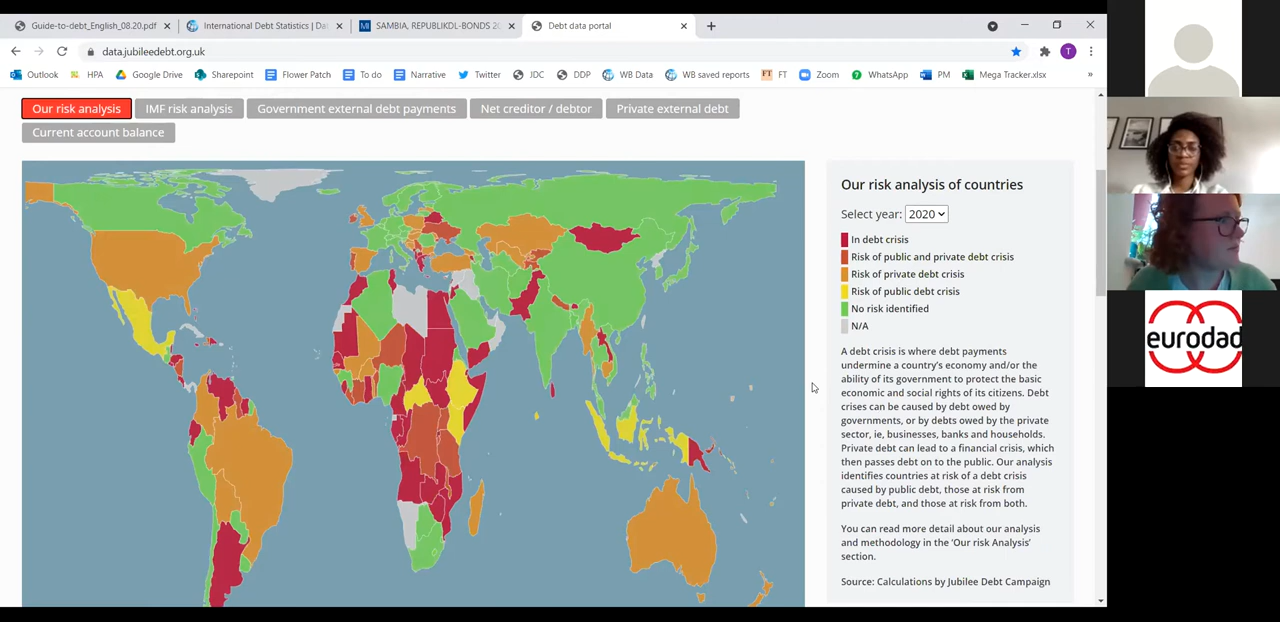 Guide-to-debt_English_08.20.pdf
International Debt Statistics | Dat
SAMBIA, REPUBLIKDL-BONDS 20
Debt data portal
data.jubileedebt.org.uk
Outlook
HPA
Google Drive
Sharepoint
Flower Patch
To do
Narrative
Twitter
JDC
DDP
WB Data
WB saved reports
FT
FT
Zoom
WhatsApp
PM
Mega Tracker.xlsx
»
T
Our risk analysis
IMF risk analysis
Government external debt payments
Net creditor / debtor
Private external debt
Current account balance
Our risk analysis of countries
Select year: 2020
In debt crisis
Risk of public and private debt crisis
Risk of private debt crisis
Risk of public debt crisis
No risk identified
N/A
A debt crisis is where debt payments
undermine a country's economy and/or the
ability of its government to protect the basic
economic and social rights of its citizens. Debt
crises can be caused by debt owed by
governments, or by debts owed by the private
sector, ie, businesses, banks and households.
Private debt can lead to a financial crisis, which
then passes debt on to the public. Our analysis
identifies countries at risk of a debt crisis
caused by public debt, those at risk from
private debt, and those at risk from both.
You can read more detail about our analysis
and methodology in the 'Our risk Analysis'
section.
Source: Calculations by Jubilee Debt Campaign
eurodad